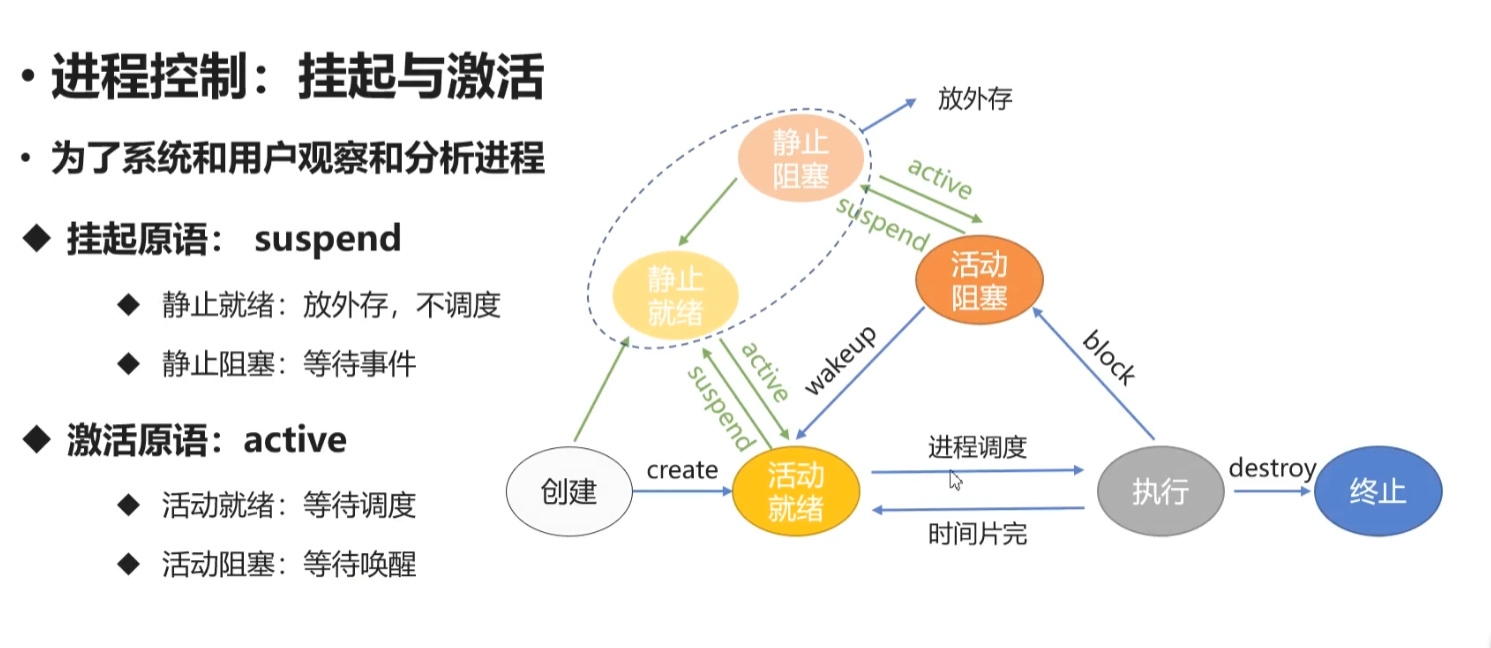 • 进程控制：挂起与激活
• 为了系统和用户观察和分析进程
◆ 挂起原语： suspend
◆ 静止就绪：放外存，不调度
◆ 静止阻塞：等待事件
◆ 激活原语：active
◆ 活动就绪：等待调度
◆ 活动阻塞：等待唤醒
放外存
静止
阻塞
active
suspend
静止
就绪
活动
阻塞
active
suspend
wakeup
block
创建
create
活动
就绪
进程调度
时间片完
执行
destroy
终止